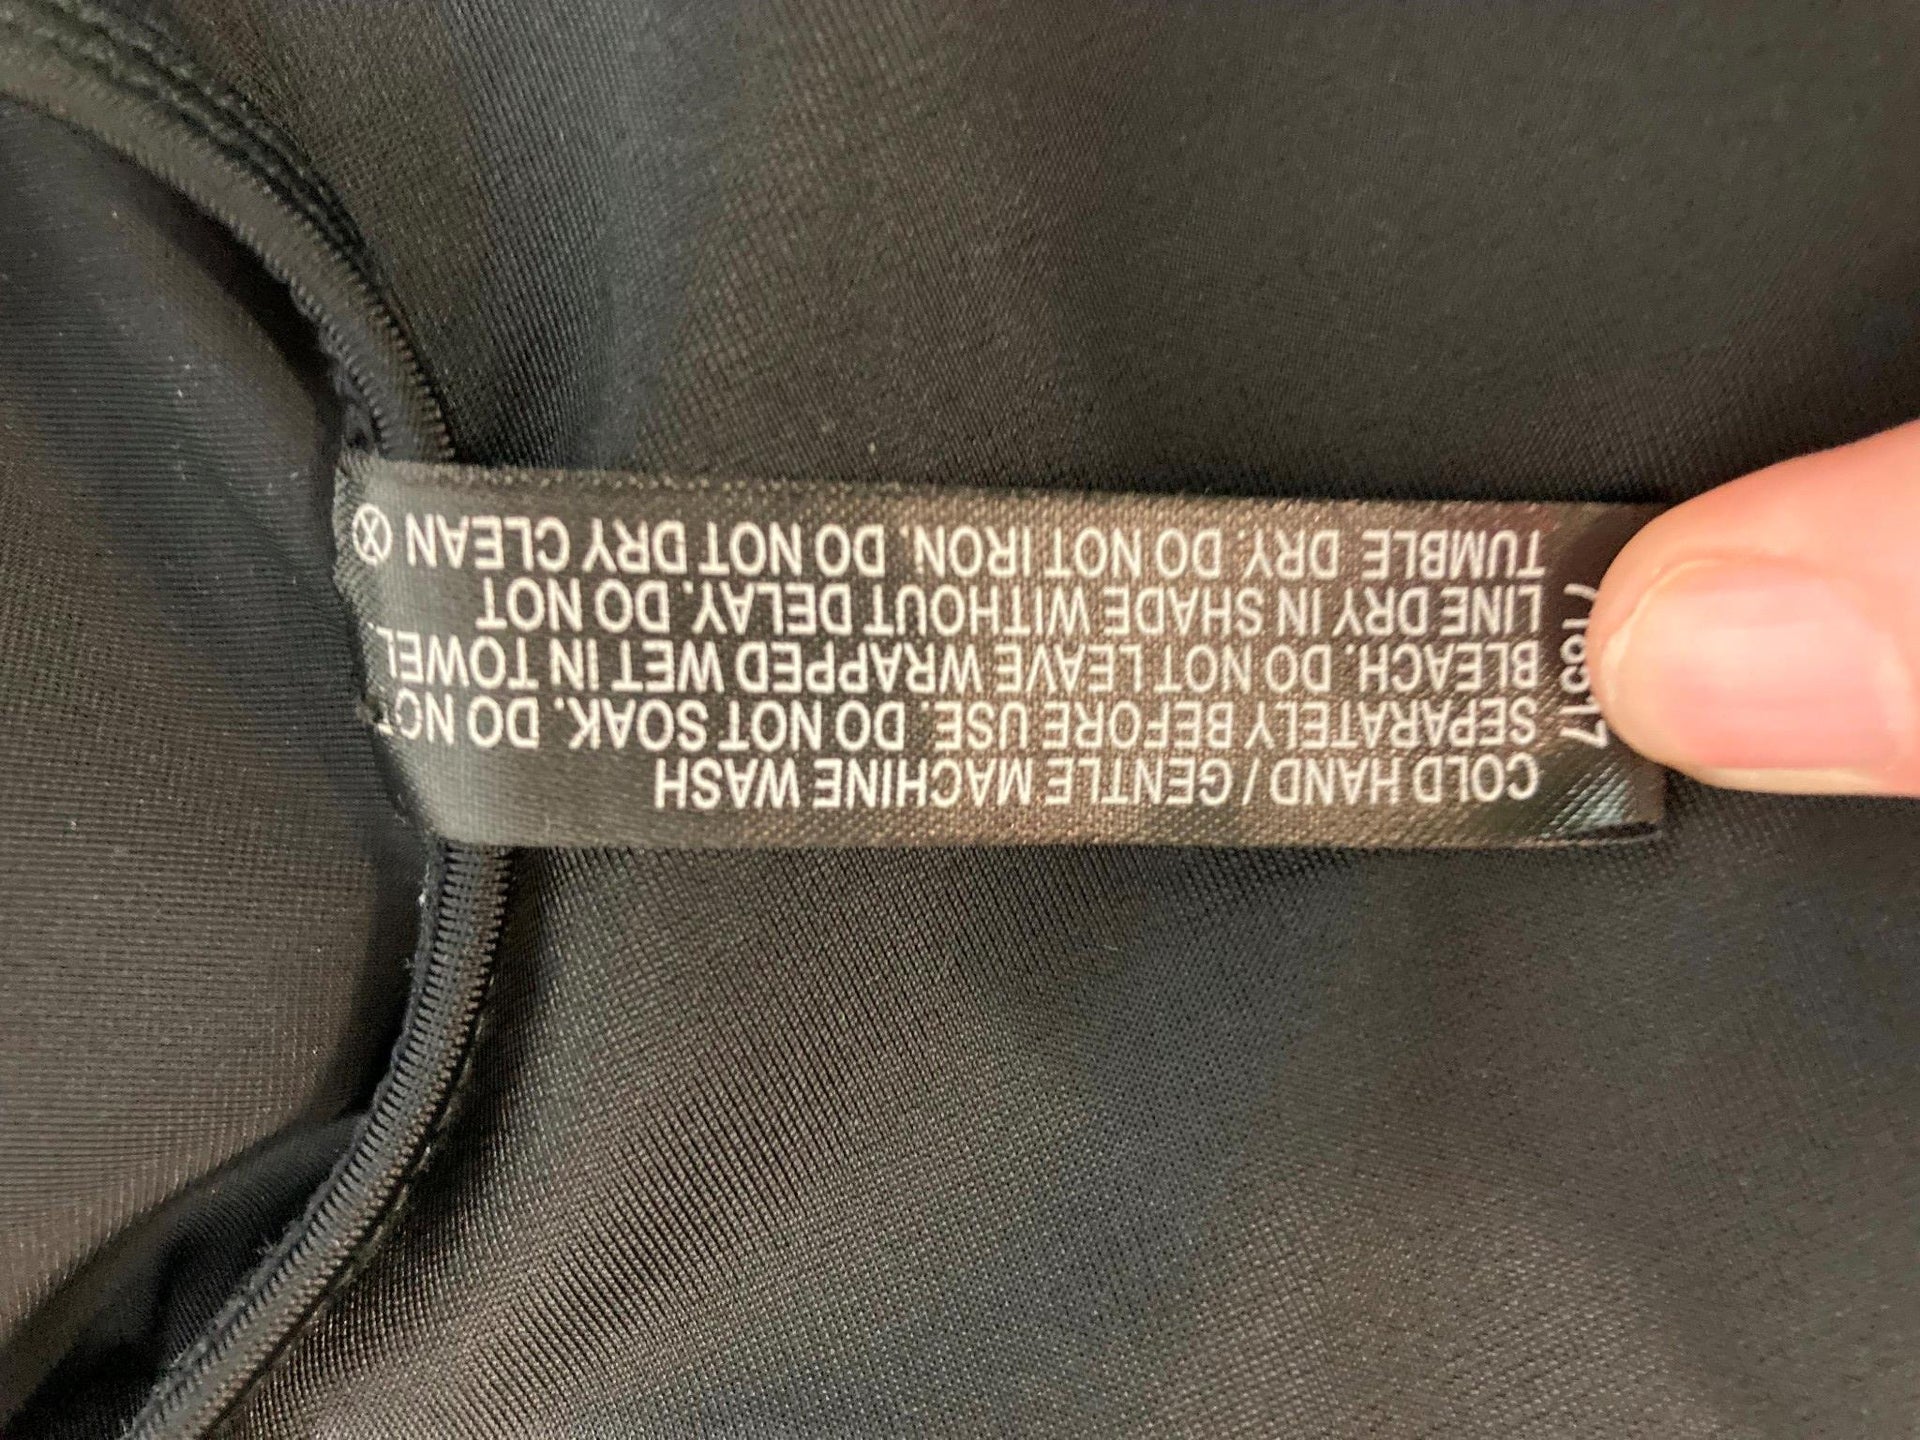 COLD HAND / GENTLE MACHINE WASH
SEPARATELY BEFORE USE. DO NOT SOAK. DO NOT
BLEACH. DO NOT LEAVE WRAPPED WET IN TOWEL.
LINE DRY IN SHADE WITHOUT DELAY. DO NOT
TUMBLE DRY. DO NOT IRON. DO NOT DRY CLEAN